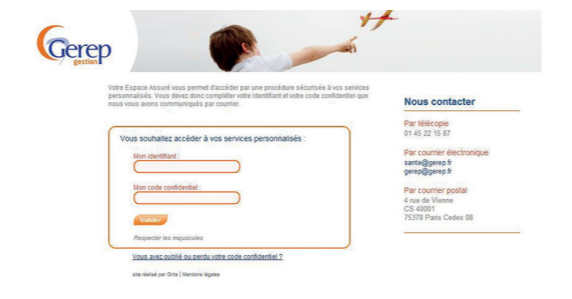 Gerep
gestion
Votre Espace Assuré vous permet d'accéder par une procédure sécurisée à vos services
personnalisés. Vous devez donc compléter votre identifiant et votre code confidentiel que
nous vous avons communiqués par courrier.
Vous souhaitez accéder à vos services personnalisés :
Mon identifiant :
Mon code confidentiel :
Valider
Respecter les majuscules
Vous avez oublié ou perdu votre code confidentiel ?
site réalisé par Grita | Mentions légales
Nous contacter
Par télécopie
01 45 22 15 87
Par courrier électronique
sante@gerep.fr
gerep@gerep.fr
Par courrier postal
4 rue de Vienne
CS 40001
75378 Paris Cedex 08